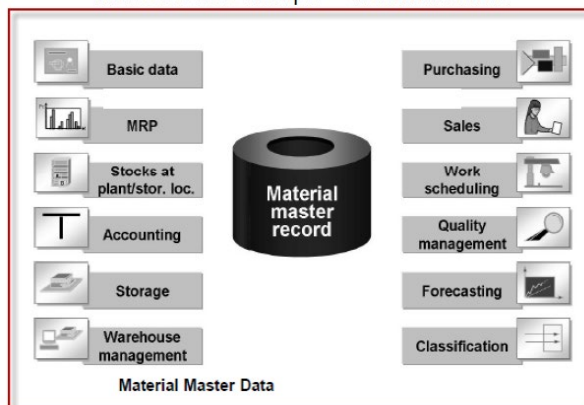 Basic data
MRP
Stocks at
plant/stor. loc.
Accounting
Storage
Warehouse
management
Material
master
record
Purchasing
Sales
Work
scheduling
Quality
management
Forecasting
Classification
Material Master Data